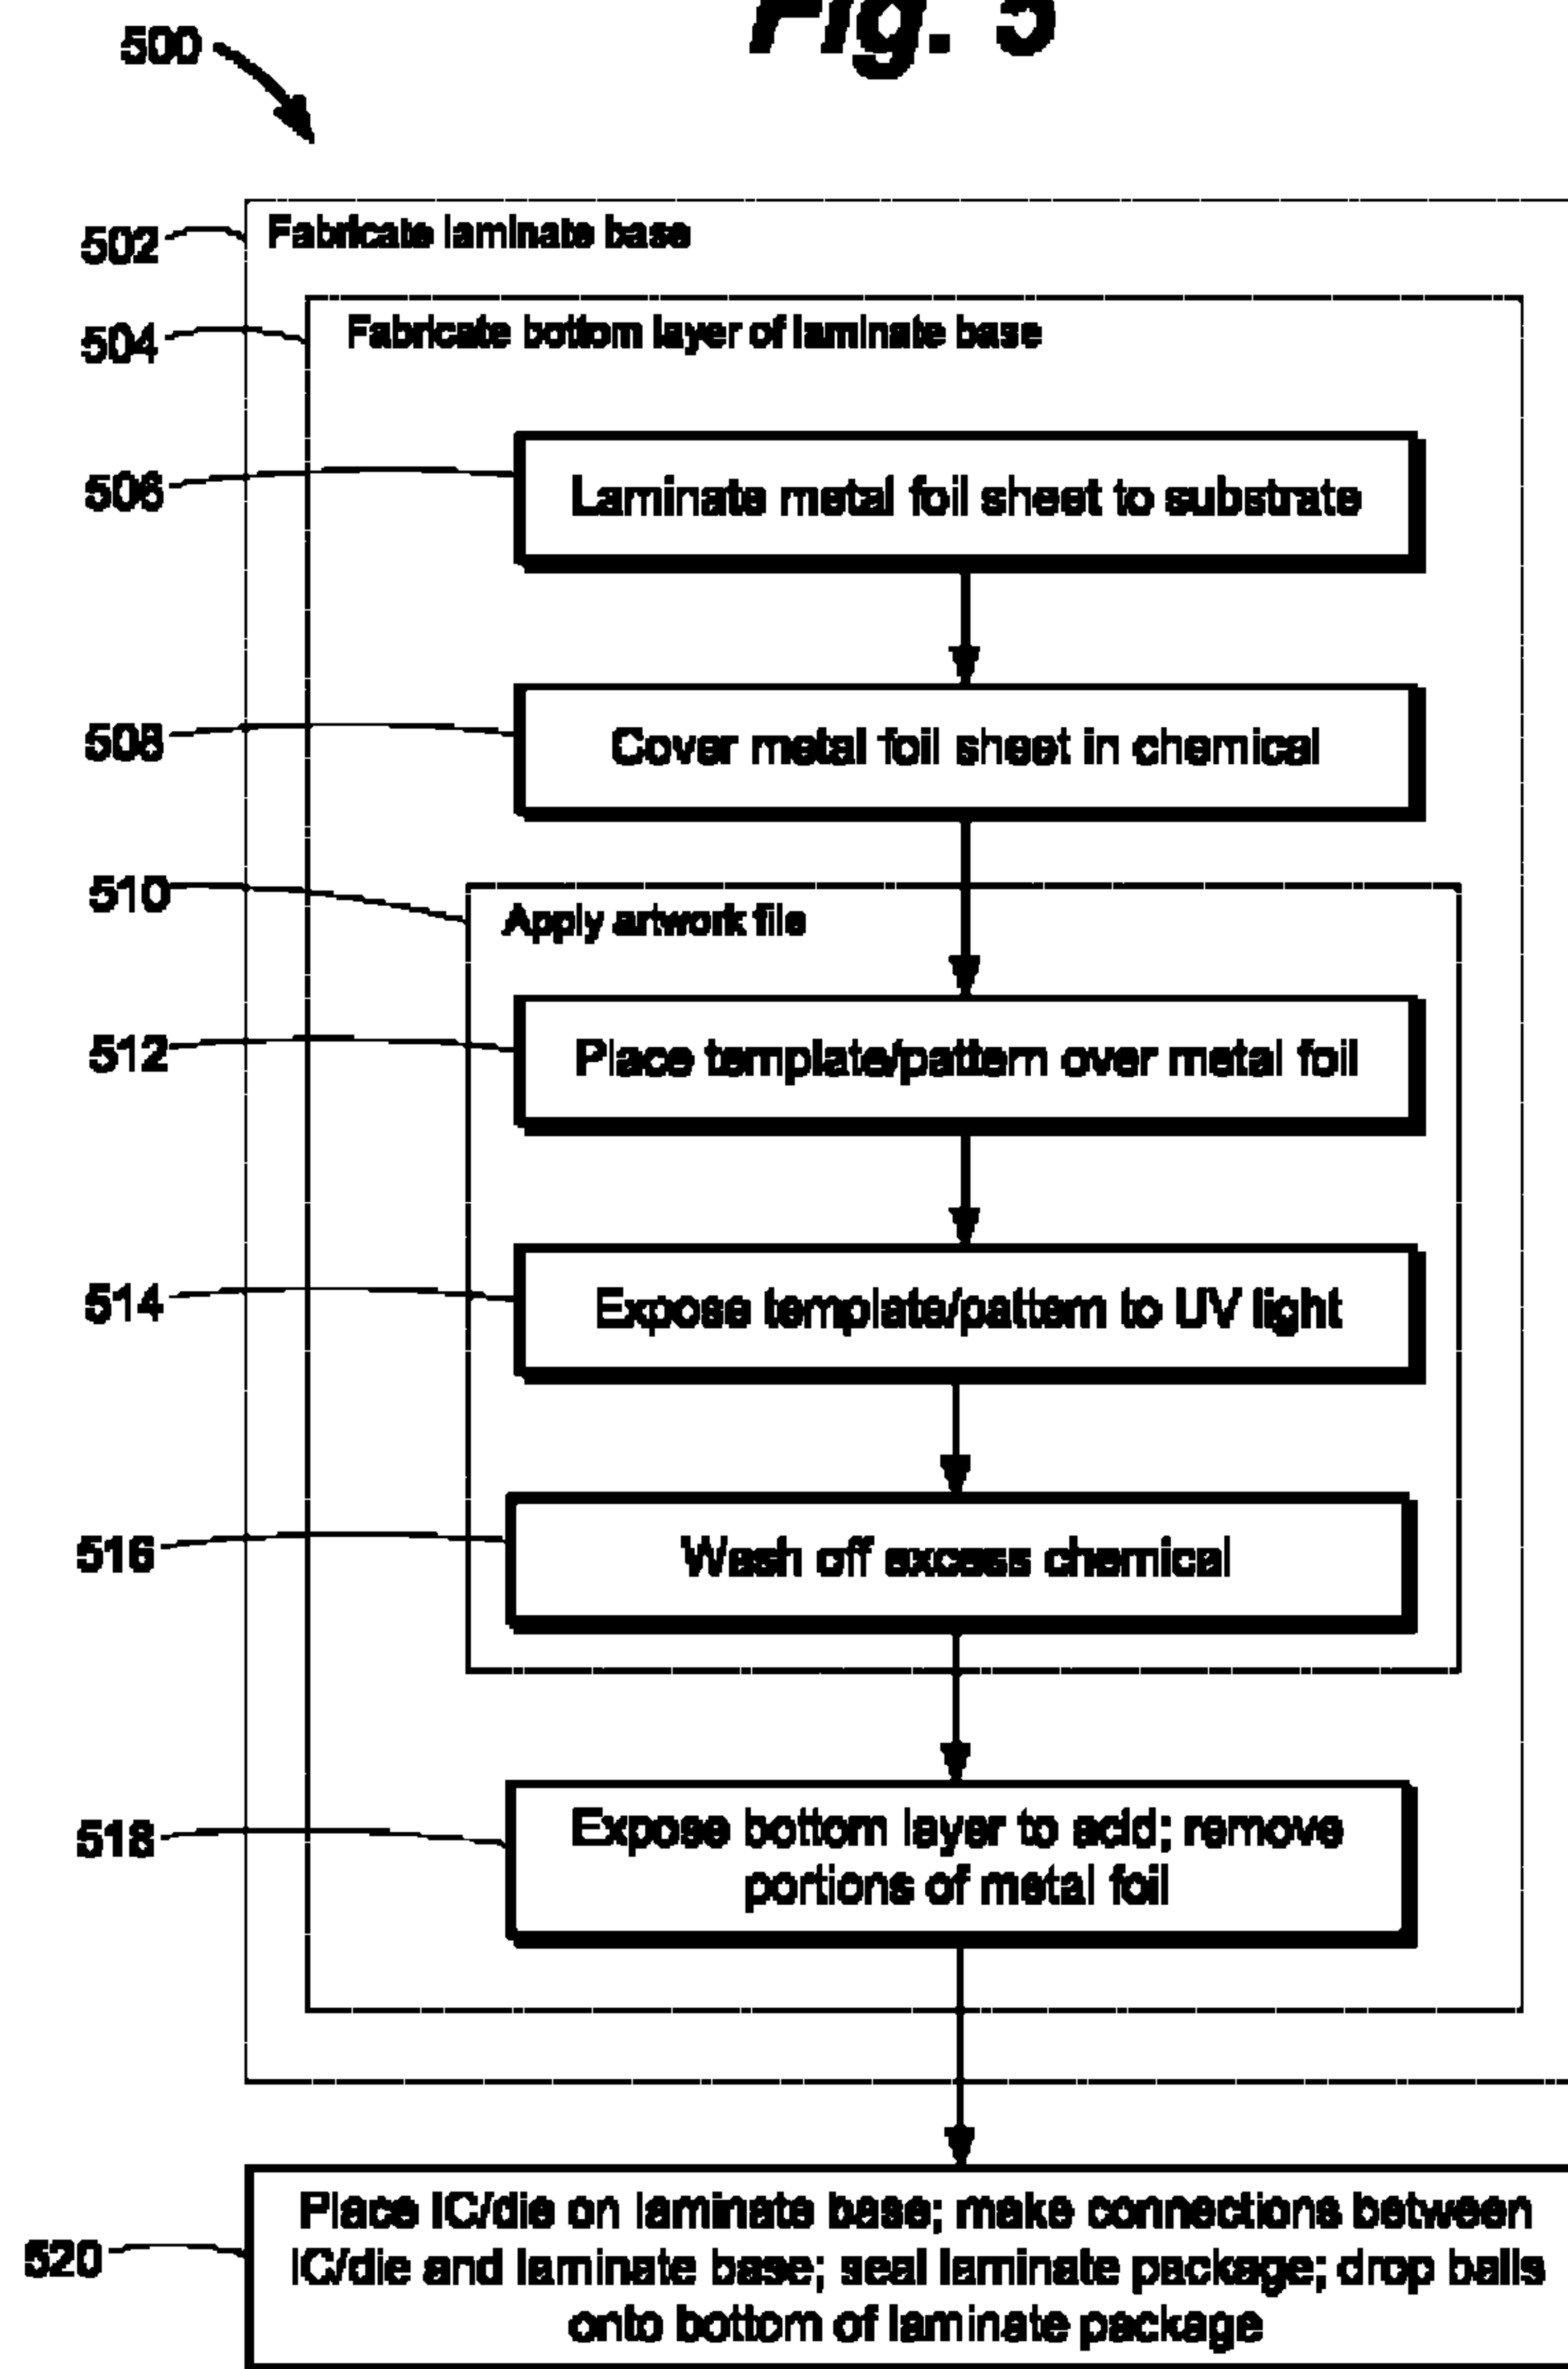 Fig. 5
500
502
Fabricate laminate base
504
Fabricate bottom layer of laminate base
506
Laminate metal foil sheet to substrate
508
Cover metal foil sheet in chemical
510
Apply artwork file
512
Place template/pattern over metal foil
514
Expose template/pattern to UV light
516
Wash off excess chemical
518
Expose bottom layer to acid; remove
portions of metal foil
520
Place IC/die on laminate base; make connections between
IC/die and laminate base; seal laminate package; drop balls
onto bottom of laminate package